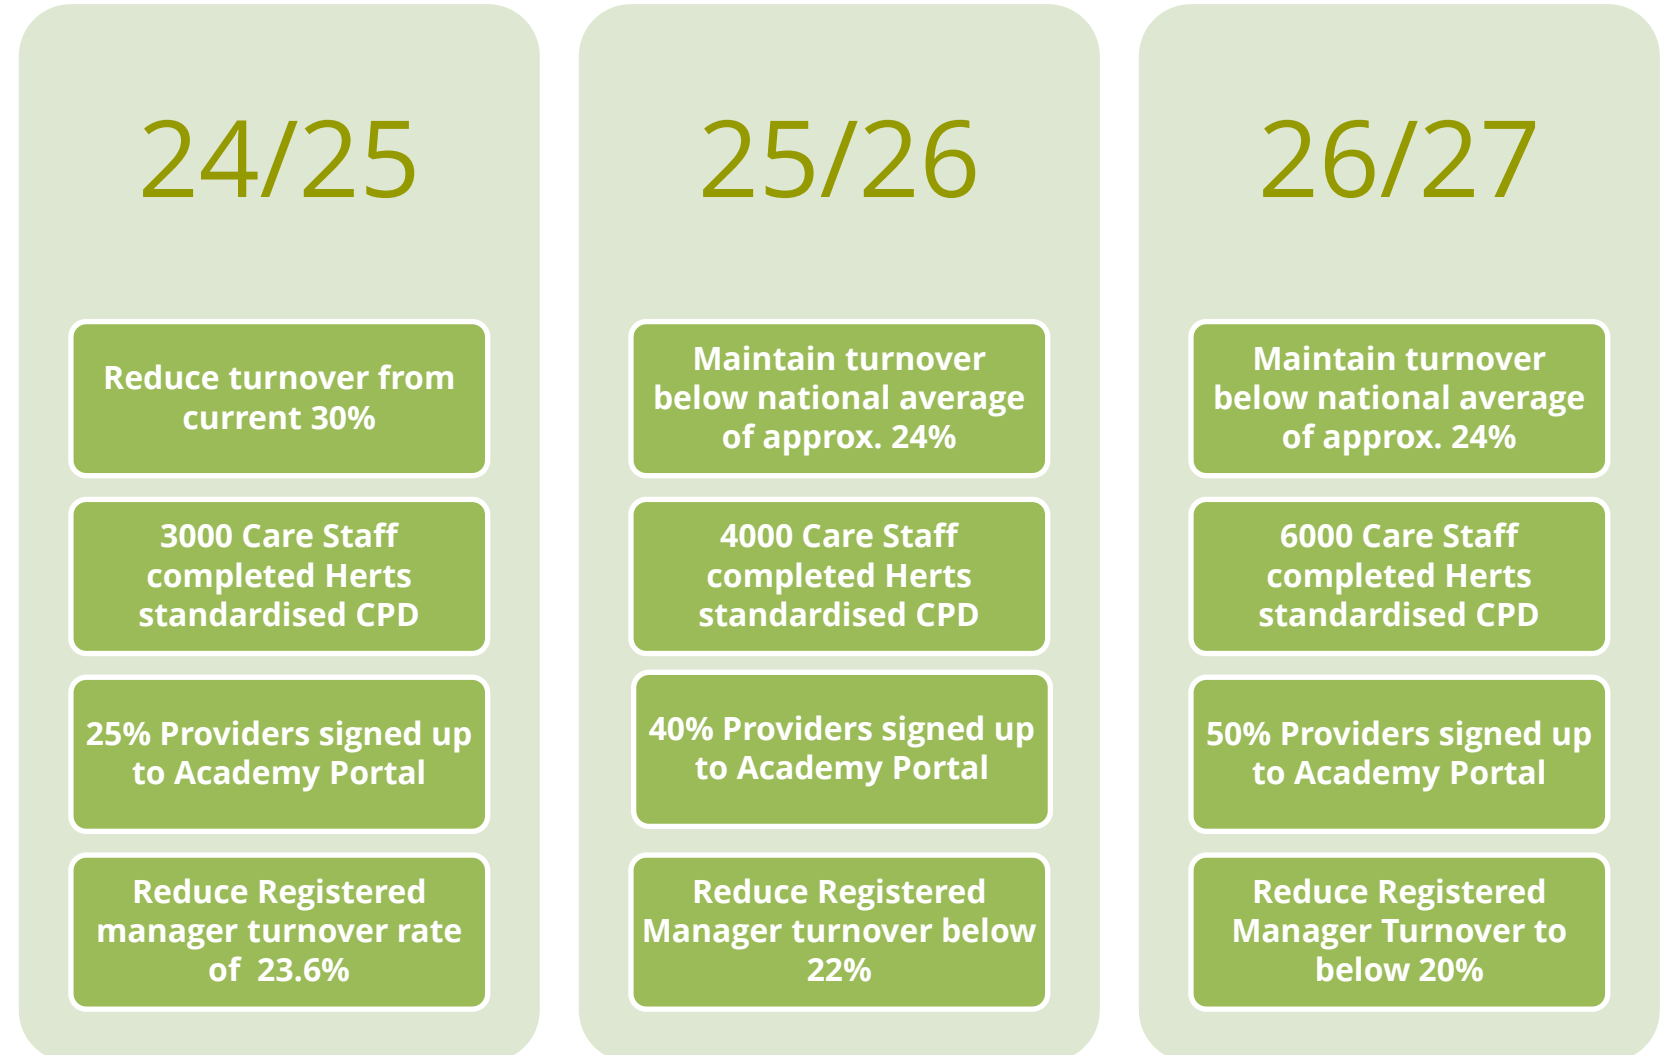 24/25
Reduce turnover from
current 30%
3000 Care Staff
completed Herts
standardised CPD
25% Providers signed up
to Academy Portal
Reduce Registered
manager turnover rate
of  23.6%
25/26
Maintain turnover
below national average
of approx. 24%
4000 Care Staff
completed Herts
standardised CPD
40% Providers signed up
to Academy Portal
Reduce Registered
Manager turnover below
22%
26/27
Maintain turnover
below national average
of approx. 24%
6000 Care Staff
completed Herts
standardised CPD
50% Providers signed up
to Academy Portal
Reduce Registered
Manager Turnover to
below 20%